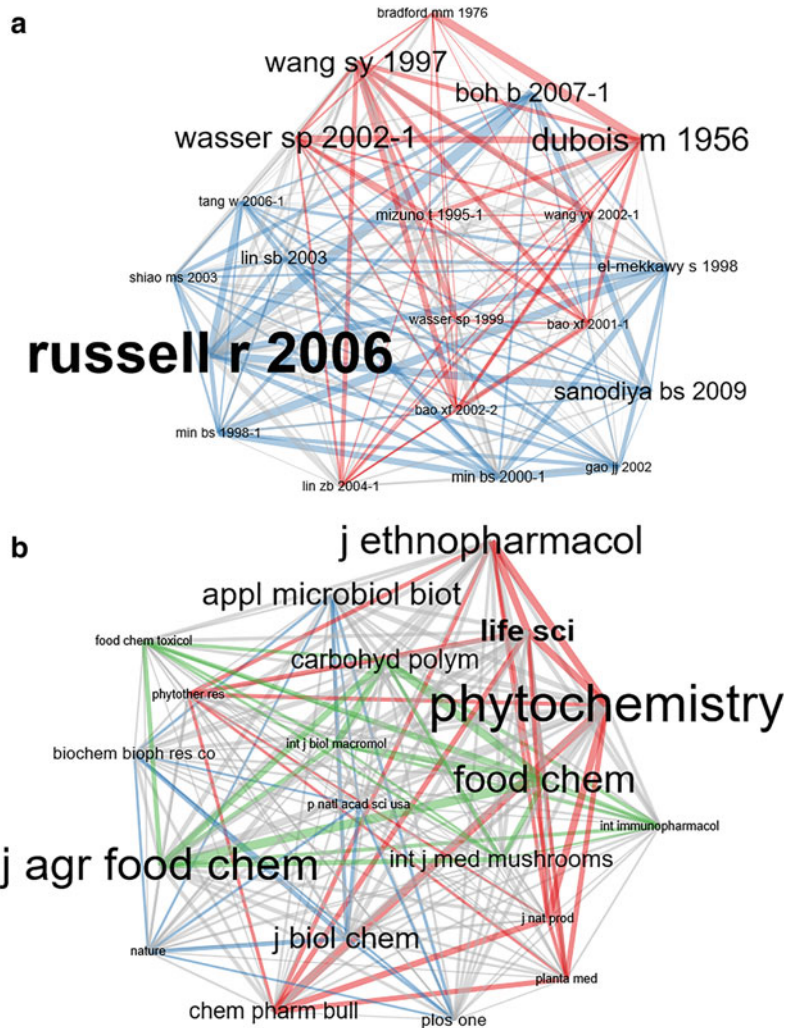 a
bradford mm 1976
wang sy 1997
boh b 2007-1
wasser sp 2002-1
dubois m 1956
tang w 2006-1
mizuno t 1995-1
wang yy 2002-1
lin sb 2003
el-mekkawy s 1998
shiao ms 2003
wasser sp 1999
bao xf 2001-1
russell r 2006
sanodiya bs 2009
bao xf 2002-2
min bs 1998-1
gao jj 2002
min bs 2000-1
lin zb 2004-1
b
j ethnopharmacol
appl microbiol biot
life sci
food chem toxicol
carbohyd polym
phytother res
phytochemistry
int j biol macromol
biochem bioph res co
food chem
p natl acad sci usa
int immunopharmacol
j agr food chem
int j med mushrooms
j nat prod
j biol chem
nature
planta med
chem pharm bull
plos one